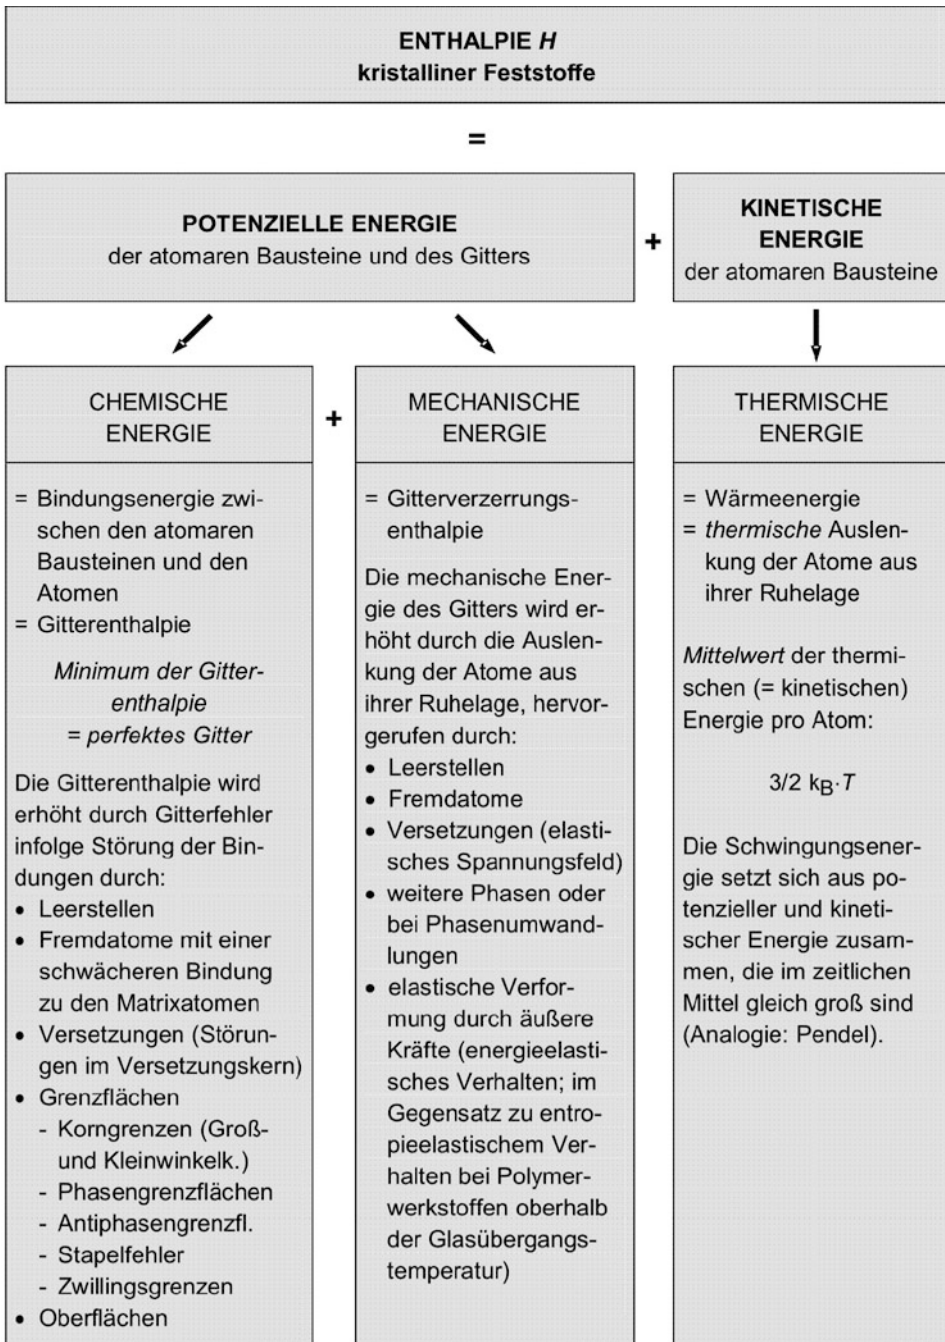 ENTHALPIE H
kristalliner Feststoffe
=
POTENZIELLE ENERGIE
der atomaren Bausteine und des Gitters
+
KINETISCHE
ENERGIE
der atomaren Bausteine
CHEMISCHE
ENERGIE
= Bindungsenergie zwi-
schen den atomaren
Bausteinen und den
Atomen
= Gitterenthalpie
Minimum der Gitter-
enthalpie
= perfektes Gitter
Die Gitterenthalpie wird
erhöht durch Gitterfehler
infolge Störung der Bin-
dungen durch:
• Leerstellen
• Fremdatome mit einer
schwächeren Bindung
zu den Matrixatomen
• Versetzungen (Störun-
gen im Versetzungskern)
• Grenzflächen
- Korngrenzen (Groß-
und Kleinwinkelk.)
- Phasengrenzflächen
- Antiphasengrenzfl.
- Stapelfehler
- Zwillingsgrenzen
• Oberflächen
+
MECHANISCHE
ENERGIE
= Gitterverzerrungs-
enthalpie
Die mechanische Ener-
gie des Gitters wird er-
höht durch die Auslen-
kung der Atome aus
ihrer Ruhelage, hervor-
gerufen durch:
• Leerstellen
• Fremdatome
• Versetzungen (elasti-
sches Spannungsfeld)
• weitere Phasen oder
bei Phasenumwand-
lungen
• elastische Verfor-
mung durch äußere
Kräfte (energieelasti-
sches Verhalten; im
Gegensatz zu entro-
pieelastischem Ver-
halten bei Polymer-
werkstoffen oberhalb
der Glasübergangs-
temperatur)
THERMISCHE
ENERGIE
= Wärmeenergie
= thermische Auslen-
kung der Atome aus
ihrer Ruhelage
Mittelwert der thermi-
schen (= kinetischen)
Energie pro Atom:
3/2 kB·T
Die Schwingungsener-
gie setzt sich aus po-
tenzieller und kineti-
scher Energie zusam-
men, die im zeitlichen
Mittel gleich groß sind
(Analogie: Pendel).